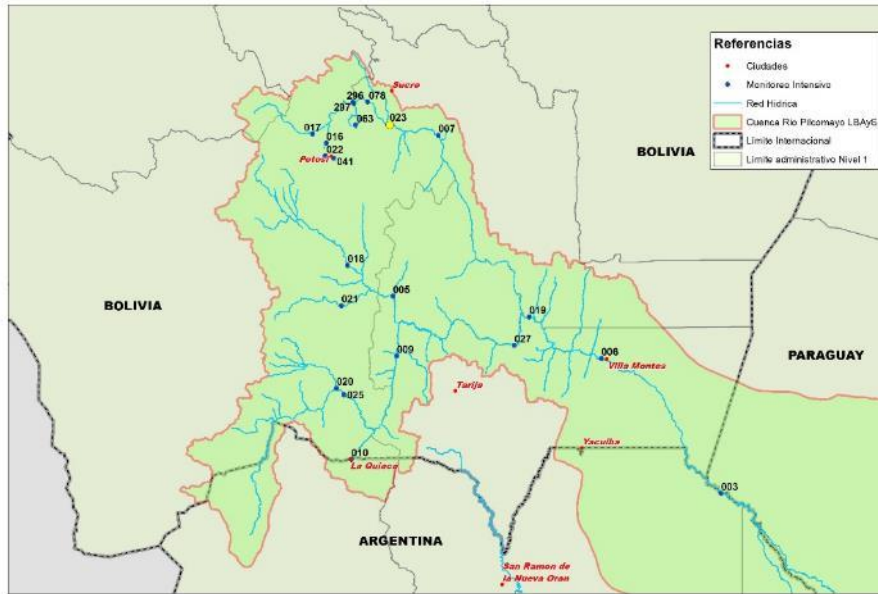 Referencias
Ciudades
Monitoreo Intensivo
Red Hídrica
Cuenca Rio Pilcomayo LBAyS
Límite Internacional
Límite administrativo Nivel 1
Sucre
296
078
297
063
023
007
017
016
022
Potosí
041
BOLIVIA
018
005
021
019
BOLIVIA
027
006
Villa Montes
PARAGUAY
009
020
025
Tarija
010
La Quiaca
Yacuiba
003
ARGENTINA
San Ramon de
la Nueva Oran